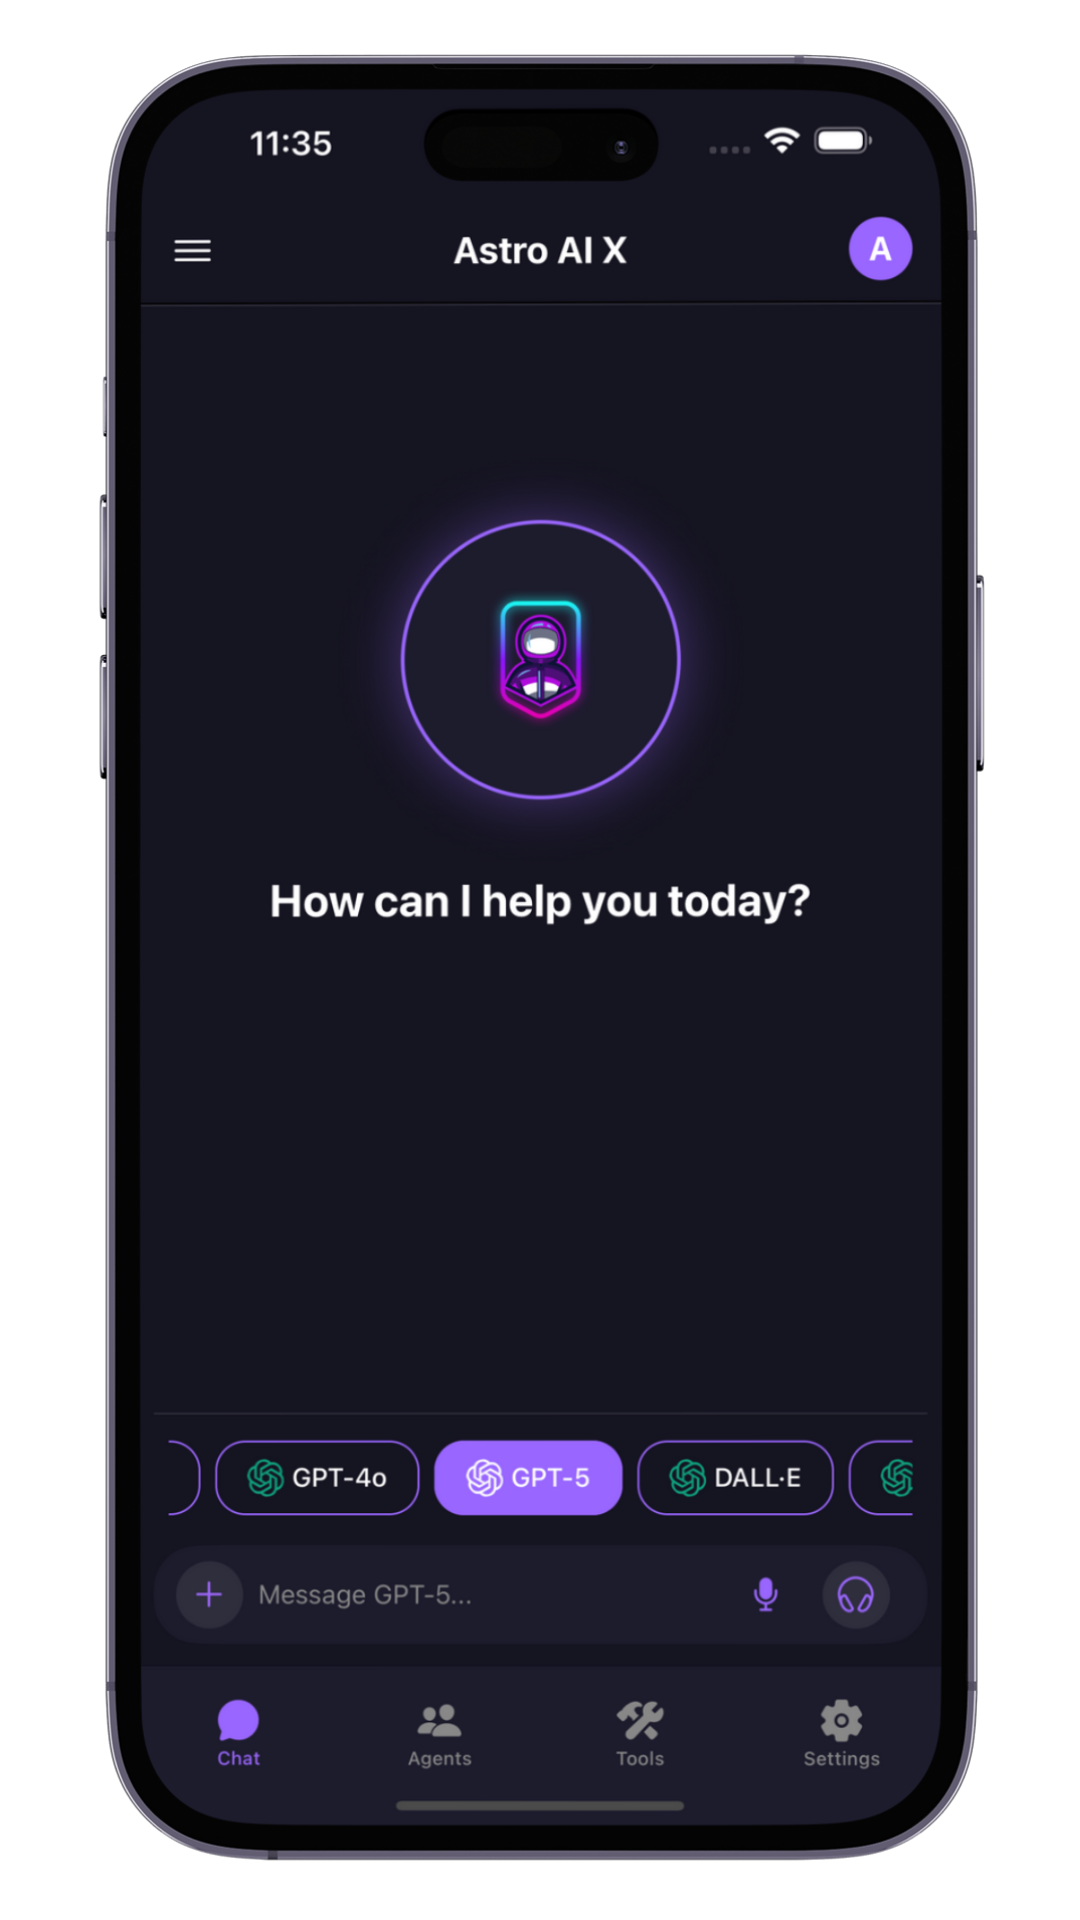 11:35
Astro AI X
A
How can I help you today?
GPT-4o GPT-5 DALL·E
Message GPT-5...
Chat Agents Tools Settings